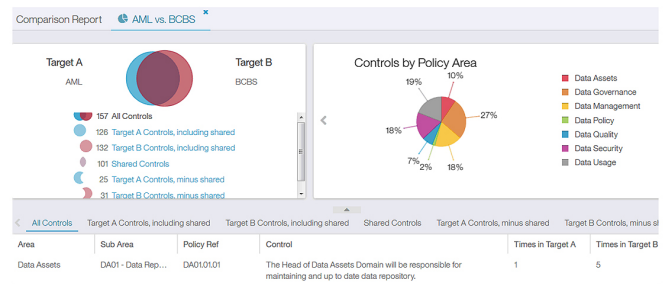 Comparison Report
AML vs. BCBS
Target A
AML
Target B
BCBS
157 All Controls
126 Target A Controls, including shared
132 Target B Controls, including shared
101 Shared Controls
25 Target A Controls, minus shared
31 Target B Controls, minus shared
Controls by Policy Area
10%
27%
18%
2%
7%
18%
19%
Data Assets
Data Governance
Data Management
Data Policy
Data Quality
Data Security
Data Usage
All Controls
Target A Controls, including shared
Target B Controls, including shared
Shared Controls
Target A Controls, minus shared
Target B Controls, minus shar
Area
Sub Area
Policy Ref
Control
Times in Target A
Times in Target B
Data Assets
DA01 - Data Rep...
DA01.01.01
The Head of Data Assets Domain will be responsible for
maintaining and up to date data repository.
1
5